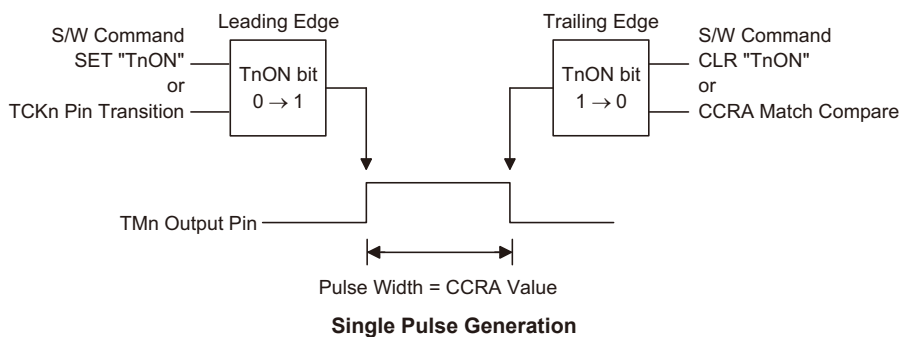 Leading Edge
S/W Command
SET "TnON"
or
TCKn Pin Transition
TnON bit
0 → 1
Trailing Edge
TnON bit
1 → 0
S/W Command
CLR "TnON"
or
CCRA Match Compare
TMn Output Pin
Pulse Width = CCRA Value
Single Pulse Generation